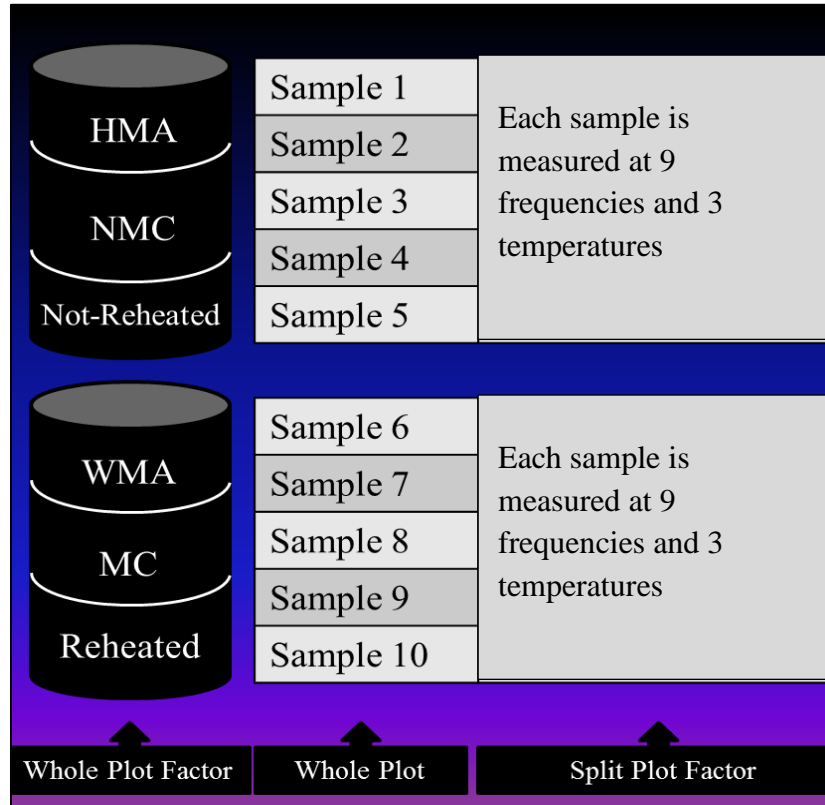 HMA
NMC
Not-Reheated
Sample 1
Sample 2
Sample 3
Sample 4
Sample 5
Each sample is
measured at 9
frequencies and 3
temperatures
WMA
MC
Reheated
Sample 6
Sample 7
Sample 8
Sample 9
Sample 10
Each sample is
measured at 9
frequencies and 3
temperatures
Whole Plot Factor
Whole Plot
Split Plot Factor